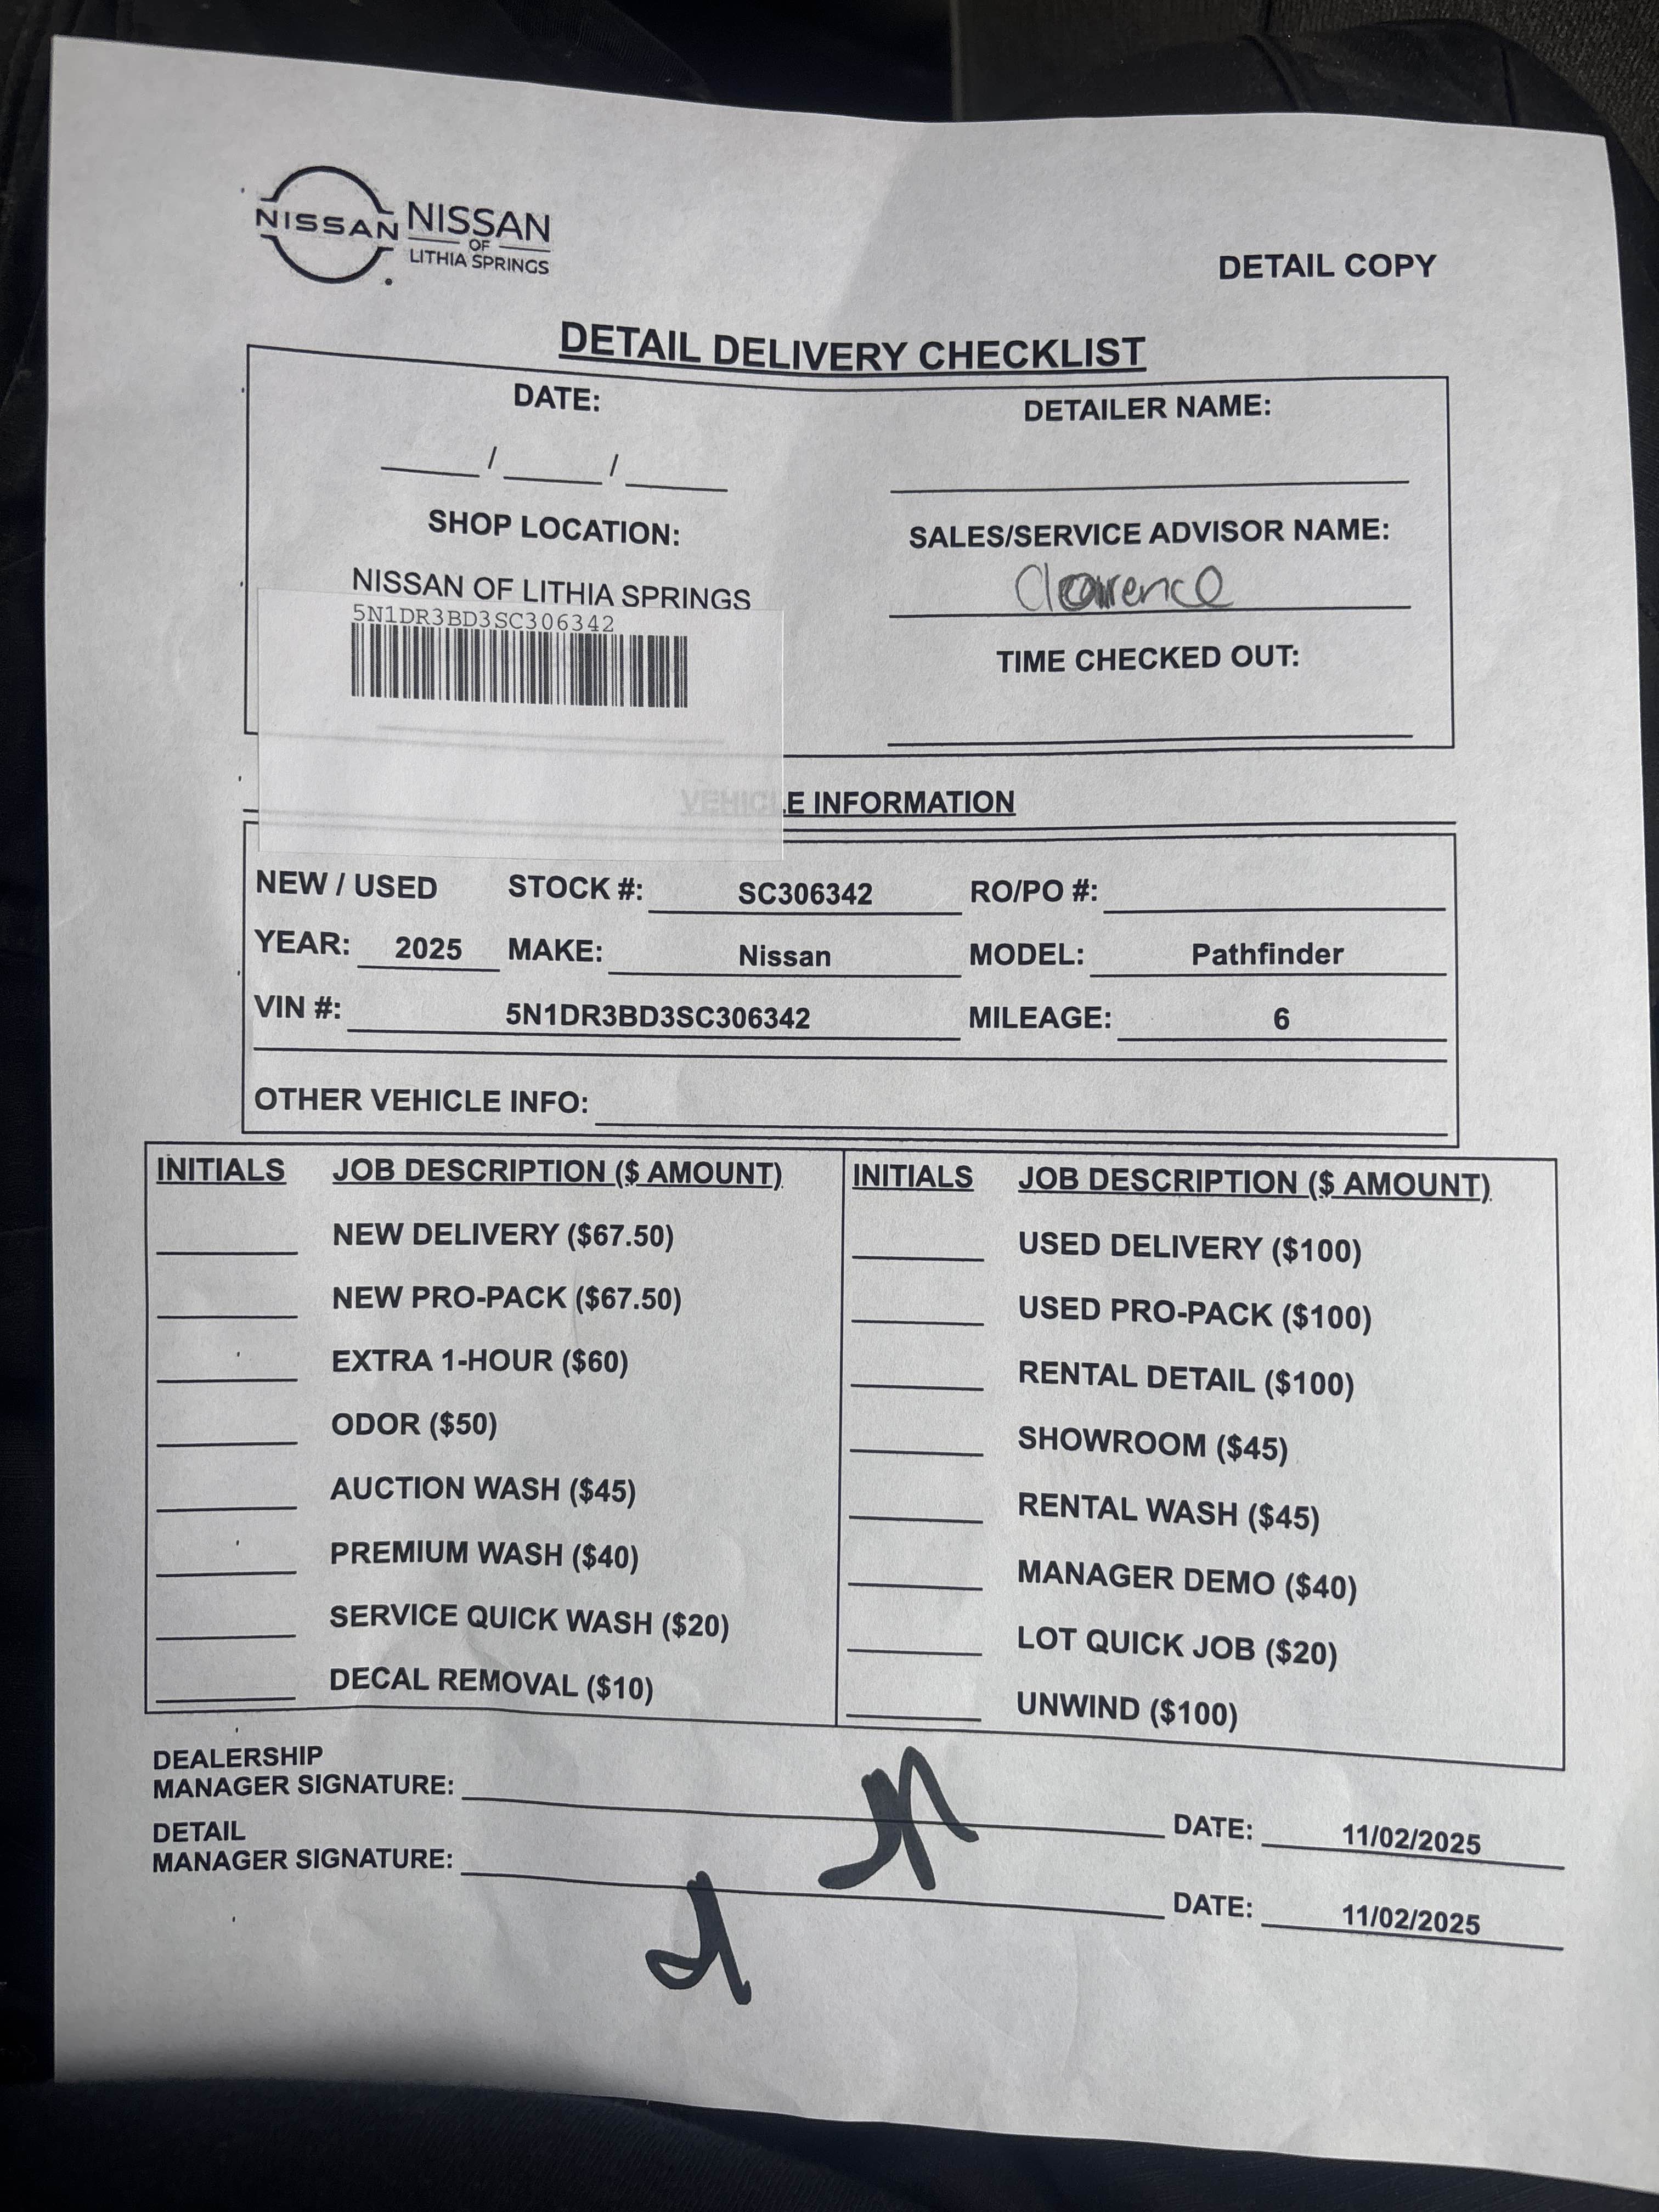 NISSAN NISSAN
OF
LITHIA SPRINGS
DETAIL COPY
DETAIL DELIVERY CHECKLIST
DATE:
DETAILER NAME:
____ / ____ / ____
SHOP LOCATION:
SALES/SERVICE ADVISOR NAME:
NISSAN OF LITHIA SPRINGS
Clarence
5N1DR3BD3SC306342
TIME CHECKED OUT:
VEHICLE INFORMATION
NEW / USED STOCK #: SC306342 RO/PO #:
YEAR: 2025 MAKE: Nissan MODEL: Pathfinder
VIN #: 5N1DR3BD3SC306342 MILEAGE: 6
OTHER VEHICLE INFO:
INITIALS JOB DESCRIPTION ($ AMOUNT) INITIALS JOB DESCRIPTION ($ AMOUNT)
NEW DELIVERY ($67.50) USED DELIVERY ($100)
NEW PRO-PACK ($67.50) USED PRO-PACK ($100)
EXTRA 1-HOUR ($60) RENTAL DETAIL ($100)
ODOR ($50) SHOWROOM ($45)
AUCTION WASH ($45) RENTAL WASH ($45)
PREMIUM WASH ($40) MANAGER DEMO ($40)
SERVICE QUICK WASH ($20) LOT QUICK JOB ($20)
DECAL REMOVAL ($10) UNWIND ($100)
DEALERSHIP
MANAGER SIGNATURE: DATE: 11/02/2025
DETAIL
MANAGER SIGNATURE: DATE: 11/02/2025